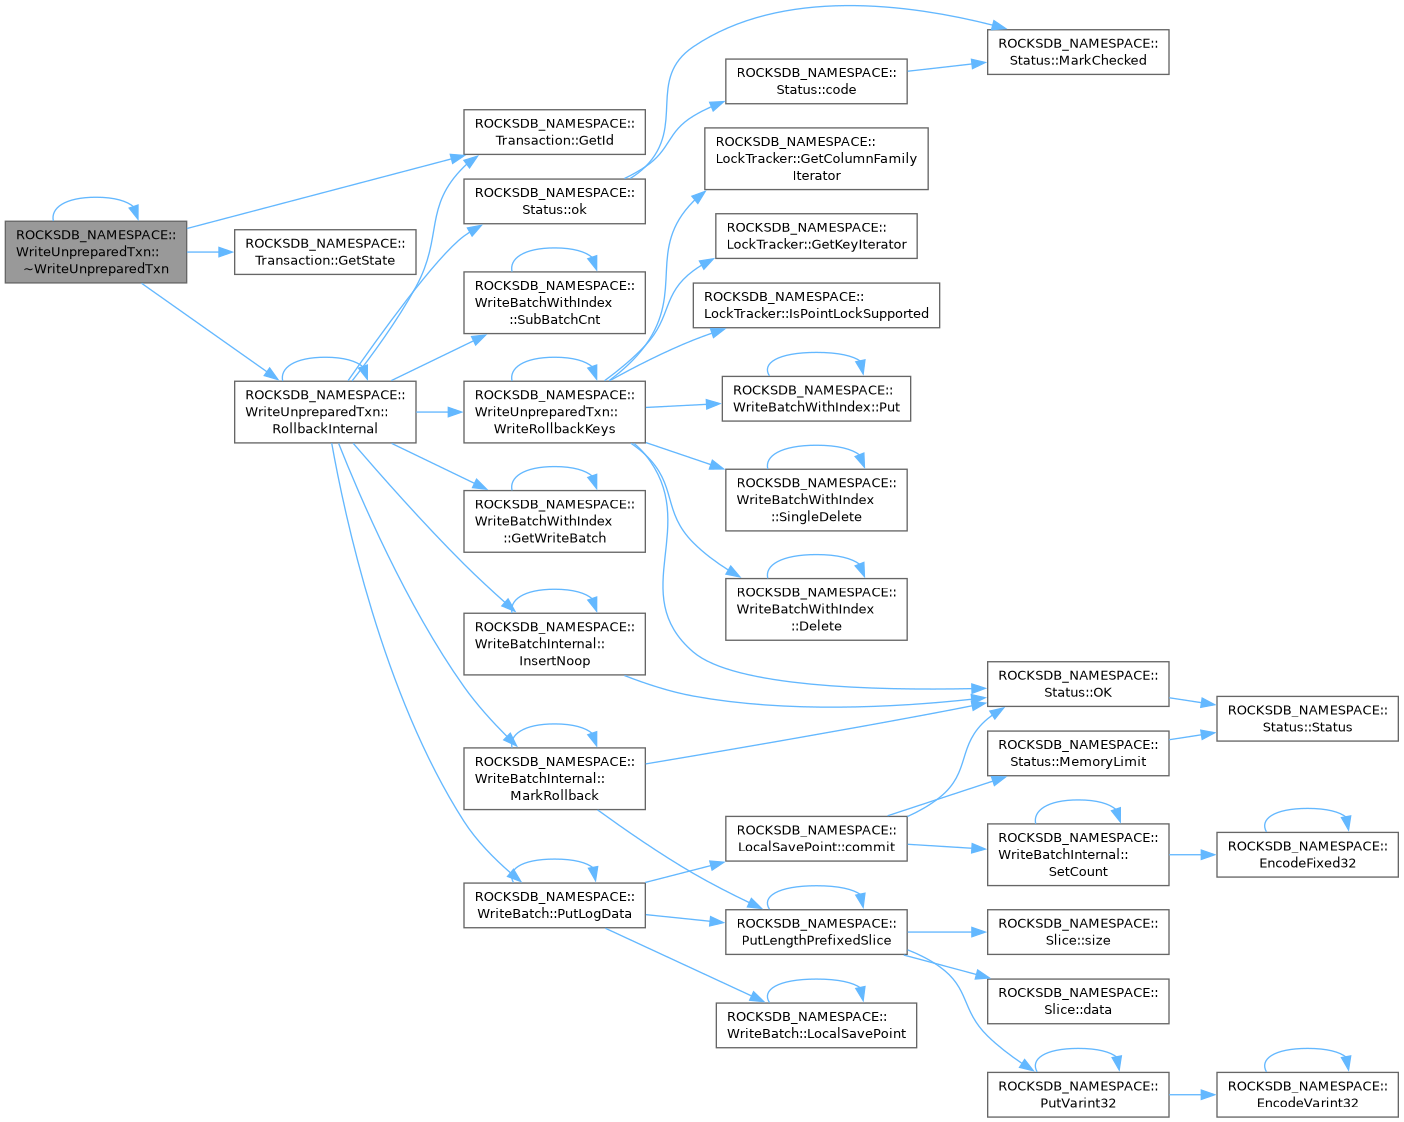 ROCKSDB_NAMESPACE::
WriteUnpreparedTxn::
~WriteUnpreparedTxn
ROCKSDB_NAMESPACE::
Transaction::GetId
ROCKSDB_NAMESPACE::
Transaction::GetState
ROCKSDB_NAMESPACE::
WriteUnpreparedTxn::
RollbackInternal
ROCKSDB_NAMESPACE::
Status::ok
ROCKSDB_NAMESPACE::
WriteBatchWithIndex
::SubBatchCnt
ROCKSDB_NAMESPACE::
WriteUnpreparedTxn::
WriteRollbackKeys
ROCKSDB_NAMESPACE::
WriteBatchWithIndex
::GetWriteBatch
ROCKSDB_NAMESPACE::
WriteBatchInternal::
InsertNoop
ROCKSDB_NAMESPACE::
WriteBatchInternal::
MarkRollback
ROCKSDB_NAMESPACE::
WriteBatch::PutLogData
ROCKSDB_NAMESPACE::
Status::code
ROCKSDB_NAMESPACE::
Status::MarkChecked
ROCKSDB_NAMESPACE::
LockTracker::GetColumnFamily
Iterator
ROCKSDB_NAMESPACE::
LockTracker::GetKeyIterator
ROCKSDB_NAMESPACE::
LockTracker::IsPointLockSupported
ROCKSDB_NAMESPACE::
WriteBatchWithIndex::Put
ROCKSDB_NAMESPACE::
WriteBatchWithIndex
::SingleDelete
ROCKSDB_NAMESPACE::
WriteBatchWithIndex
::Delete
ROCKSDB_NAMESPACE::
Status::OK
ROCKSDB_NAMESPACE::
Status::Status
ROCKSDB_NAMESPACE::
Status::MemoryLimit
ROCKSDB_NAMESPACE::
LocalSavePoint::commit
ROCKSDB_NAMESPACE::
WriteBatchInternal::
SetCount
ROCKSDB_NAMESPACE::
EncodeFixed32
ROCKSDB_NAMESPACE::
PutLengthPrefixedSlice
ROCKSDB_NAMESPACE::
Slice::size
ROCKSDB_NAMESPACE::
Slice::data
ROCKSDB_NAMESPACE::
WriteBatch::LocalSavePoint
ROCKSDB_NAMESPACE::
PutVarint32
ROCKSDB_NAMESPACE::
EncodeVarint32